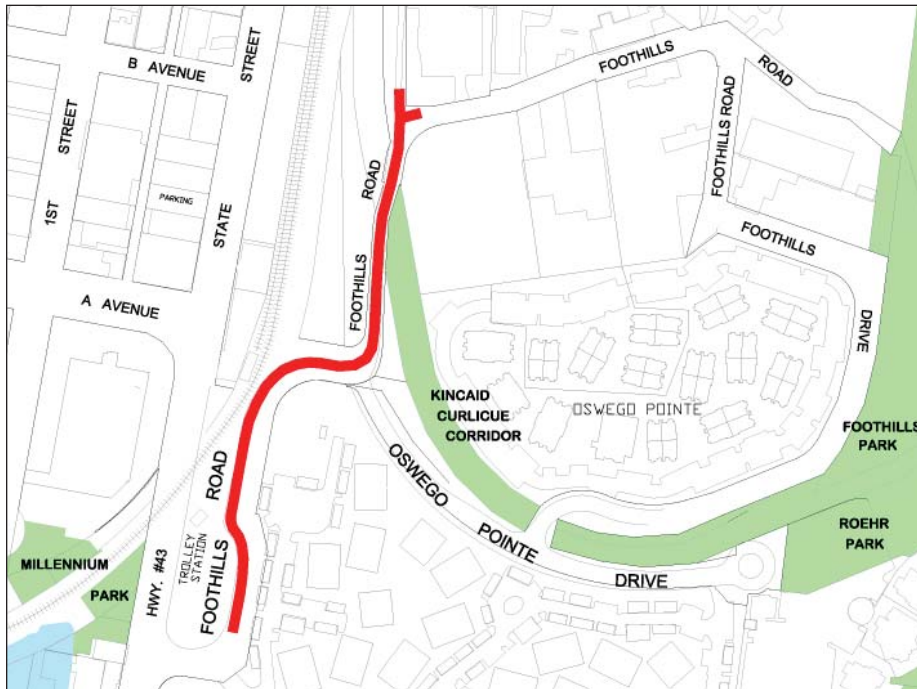 B AVENUE
STREET
STREET
1ST
PARKING
STATE
A AVENUE
FOOTHILLS
ROAD
FOOTHILLS ROAD
FOOTHILLS
DRIVE
ROAD
FOOTHILLS
KINCAID
CURLICUE
CORRIDOR
OSWEGO POINTE
FOOTHILLS
PARK
ROEHR
PARK
OSWEGO
POINTE
DRIVE
ROAD
FOOTHILLS
TROLLEY
STATION
HWY. #43
MILLENNIUM
PARK